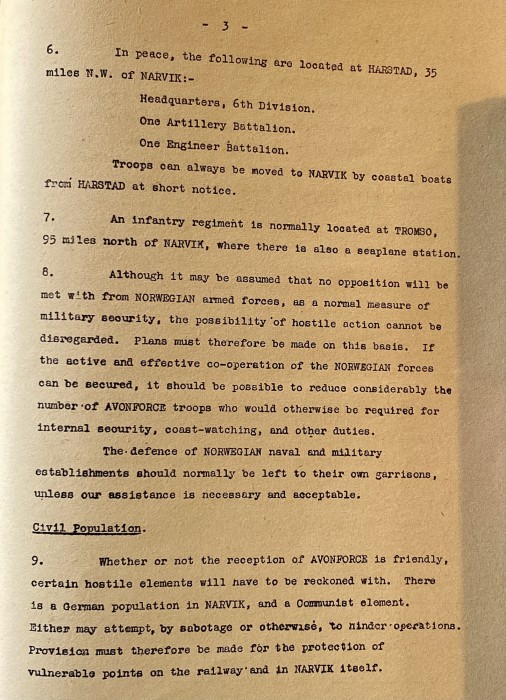 - 3 -
6. In peace, the following are located at HARSTAD, 35
miles N.W. of NARVIK:-
Headquarters, 6th Division.
One Artillery Battalion.
One Engineer Battalion.
Troops can always be moved to NARVIK by coastal boats
from HARSTAD at short notice.
7. An infantry regiment is normally located at TROMSO,
95 miles north of NARVIK, where there is also a seaplane station.
8. Although it may be assumed that no opposition will be
met with from NORWEGIAN armed forces, as a normal measure of
military security, the possibility of hostile action cannot be
disregarded. Plans must therefore be made on this basis. If
the active and effective co-operation of the NORWEGIAN forces
can be secured, it should be possible to reduce considerably the
number of AVONFORCE troops who would otherwise be required for
internal security, coast-watching, and other duties.
The defence of NORWEGIAN naval and military
establishments should normally be left to their own garrisons,
unless our assistance is necessary and acceptable.
Civil Population.
9. Whether or not the reception of AVONFORCE is friendly,
certain hostile elements will have to be reckoned with. There
is a German population in NARVIK, and a Communist element.
Either may attempt, by sabotage or otherwise, to hinder operations.
Provision must therefore be made for the protection of
vulnerable points on the railway and in NARVIK itself.